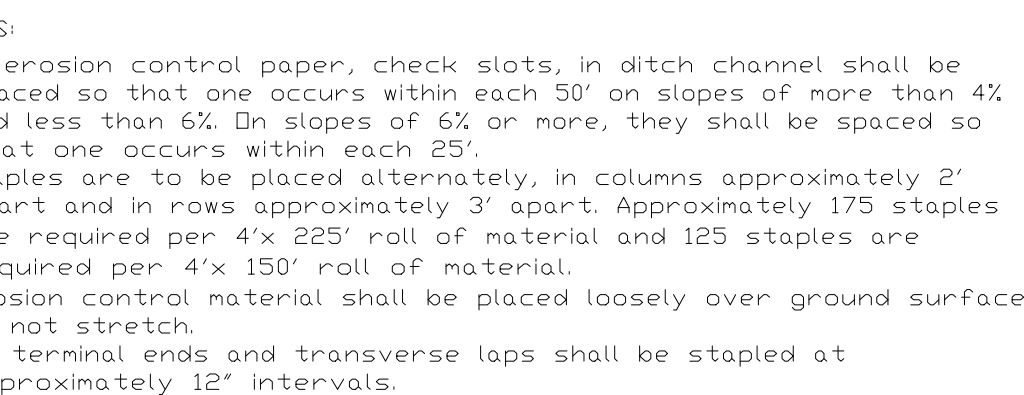 S:
erosion control paper, check slots, in ditch channel shall be
aced so that one occurs within each 50' on slopes of more than 4%
d less than 6%. On slopes of 6% or more, they shall be spaced so
at one occurs within each 25'.
ples are to be placed alternately, in columns approximately 2'
art and in rows approximately 3' apart. Approximately 175 staples
e required per 4'x 225' roll of material and 125 staples are
quired per 4'x 150' roll of material.
osion control material shall be placed loosely over ground surface
not stretch.
terminal ends and transverse laps shall be stapled at
proximately 12" intervals.